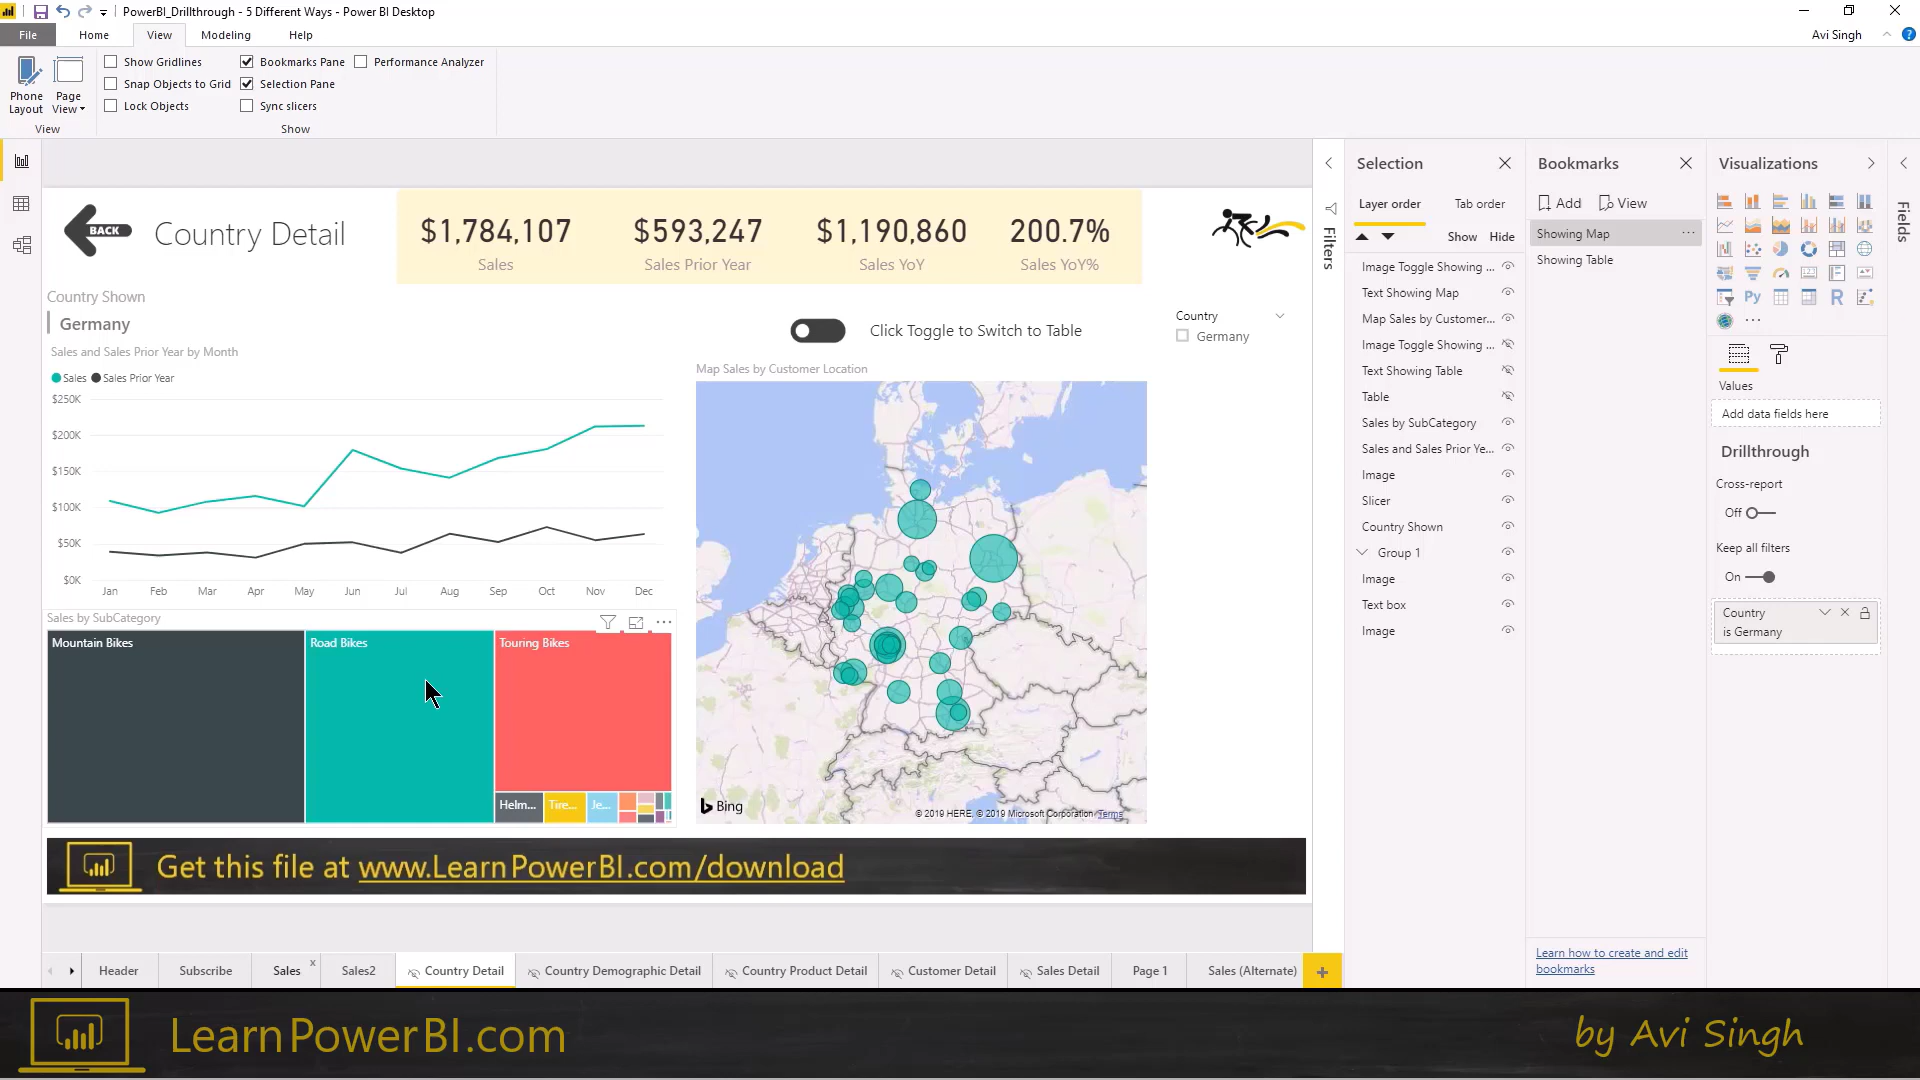 PowerBI_Drillthrough - 5 Different Ways - Power BI Desktop
File Home View Modeling Help
Avi Singh
Show Gridlines
Snap Objects to Grid
Lock Objects
Bookmarks Pane
Selection Pane
Sync slicers
Performance Analyzer
Phone Layout
Page View
View
Show
BACK
Country Detail
$1,784,107
Sales
$593,247
Sales Prior Year
$1,190,860
Sales YoY
200.7%
Sales YoY%
Country Shown
Germany
Click Toggle to Switch to Table
Country
Germany
Sales and Sales Prior Year by Month
Sales Sales Prior Year
$250K
$200K
$150K
$100K
$50K
$0K
Jan Feb Mar Apr May Jun Jul Aug Sep Oct Nov Dec
Map Sales by Customer Location
Bing
© 2019 HERE, © 2019 Microsoft Corporation Terms
Sales by SubCategory
Mountain Bikes
Road Bikes
Touring Bikes
Helm...
Tire...
Je...
Get this file at www.LearnPowerBI.com/download
Filters
Selection
Layer order Tab order
Show Hide
Image Toggle Showing ...
Text Showing Map
Map Sales by Customer...
Image Toggle Showing ...
Text Showing Table
Table
Sales by SubCategory
Sales and Sales Prior Ye...
Image
Slicer
Country Shown
Group 1
Image
Text box
Image
Bookmarks
Add View
Showing Map
Showing Table
Learn how to create and edit
bookmarks
Visualizations
Py
R
Values
Add data fields here
Drillthrough
Cross-report
Off
Keep all filters
On
Country
is Germany
Fields
Header Subscribe Sales x Sales2 Country Detail Country Demographic Detail Country Product Detail Customer Detail Sales Detail Page 1 Sales (Alternate) +
LearnPowerBI.com
by Avi Singh